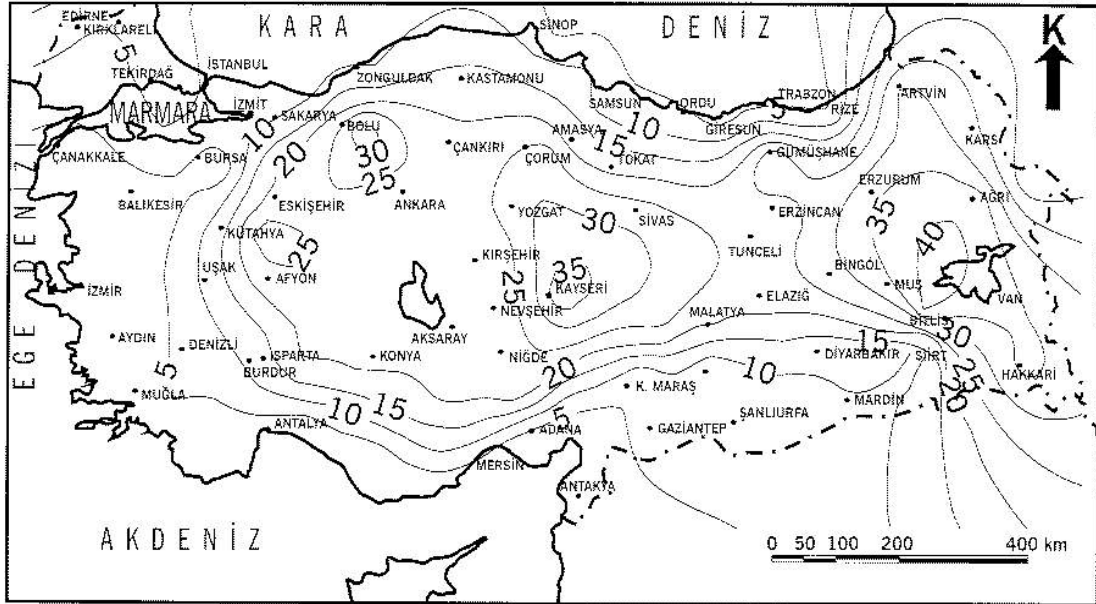 EDİRNE
KIRKLARELİ
KARA DENİZ
SİNOP
K
5
İSTANBUL
TEKİRDAĞ
ZONGULDAK
KASTAMONU
MARMARA
İZMİT
SAKARYA
BOLU
SAMSUN
ORDU
TRABZON
RİZE
ARTVİN
10
10
5
GİRESUN
ÇANAKKALE
BURSA
20
30
25
ÇANKIRI
AMASYA
15
ÇORUM
TOKAT
GÜMÜSHANE
KARS
BALIKESİR
ESKİŞEHİR
ANKARA
YOZGAT
30
SİVAS
ERZİNCAN
ERZURUM
35
AĞRI
KÜTAHYA
25
KIRŞEHİR
TUNCELİ
40
EGE DENİZİ
UŞAK
AFYON
25
35
KAYSERİ
BİNGÖL
MUŞ
İZMİR
NEVŞEHİR
ELAZIĞ
VAN
AYDIN
AKSARAY
MALATYA
BİTLİS
30
DENİZLİ
ISPARTA
KONYA
NİĞDE
15
DİYARBAKIR
SİİRT
25
BURDUR
20
10
HAKKARİ
5
MUĞLA
K. MARAŞ
MARDİN
20
10
15
5
ANTALYA
ADANA
GAZİANTEP
ŞANLIURFA
MERSİN
ANTAKYA
AKDENİZ
0 50 100 200 400 km